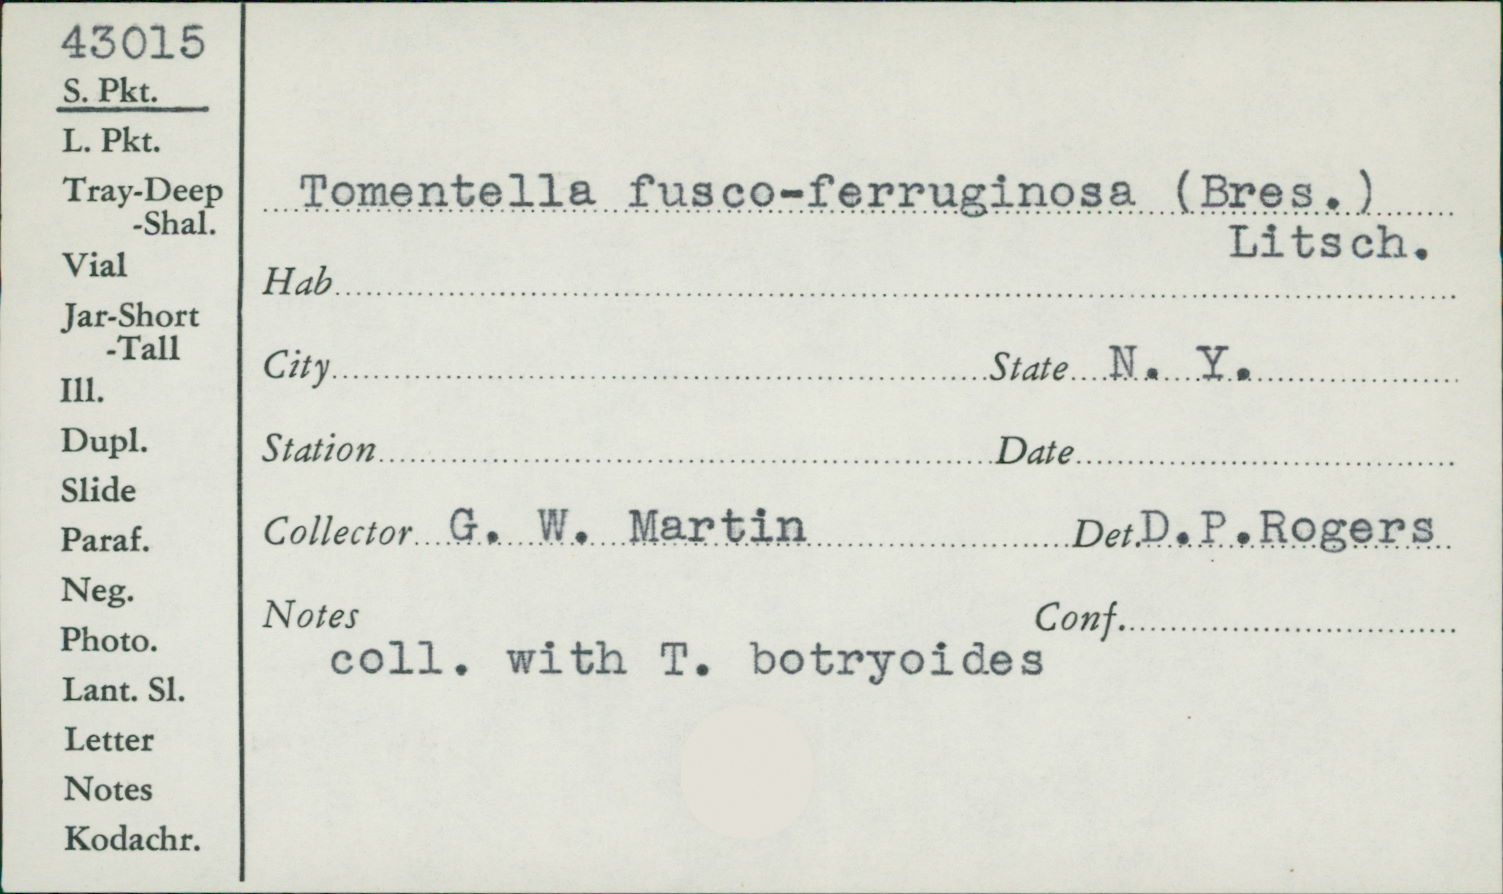 43015
S. Pkt.
L. Pkt.
Tray-Deep
-Shal.
Vial
Jar-Short
-Tall
Ill.
Dupl.
Slide
Paraf.
Neg.
Photo.
Lant. Sl.
Letter
Notes
Kodachr.
Tomentella fusco-ferruginosa (Bres.)
Litsch.
Hab
City State N. Y.
Station Date
Collector G. W. Martin Det. D.P.Rogers
Notes Conf.
coll. with T. botryoides